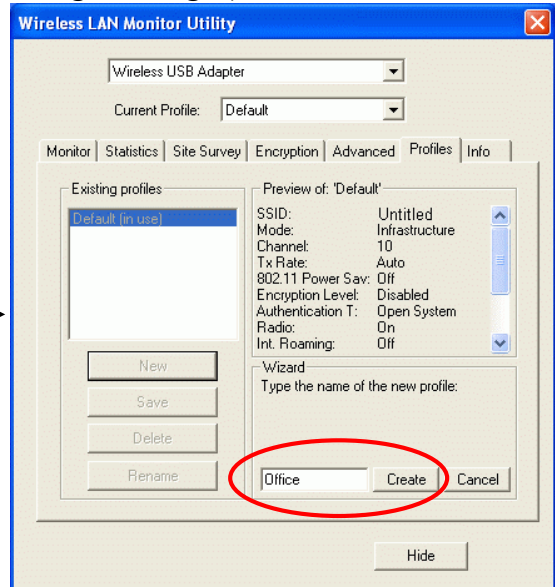 Wireless LAN Monitor Utility
Wireless USB Adapter
Current Profile: Default
Monitor Statistics Site Survey Encryption Advanced Profiles Info
Existing profiles
Default (in use)
New
Save
Delete
Rename
Preview of: 'Default'
SSID: Untitled
Mode: Infrastructure
Channel: 10
Tx Rate: Auto
802.11 Power Sav: Off
Encryption Level: Disabled
Authentication T: Open System
Radio: On
Int. Roaming: Off
Wizard
Type the name of the new profile:
Office Create Cancel
Hide